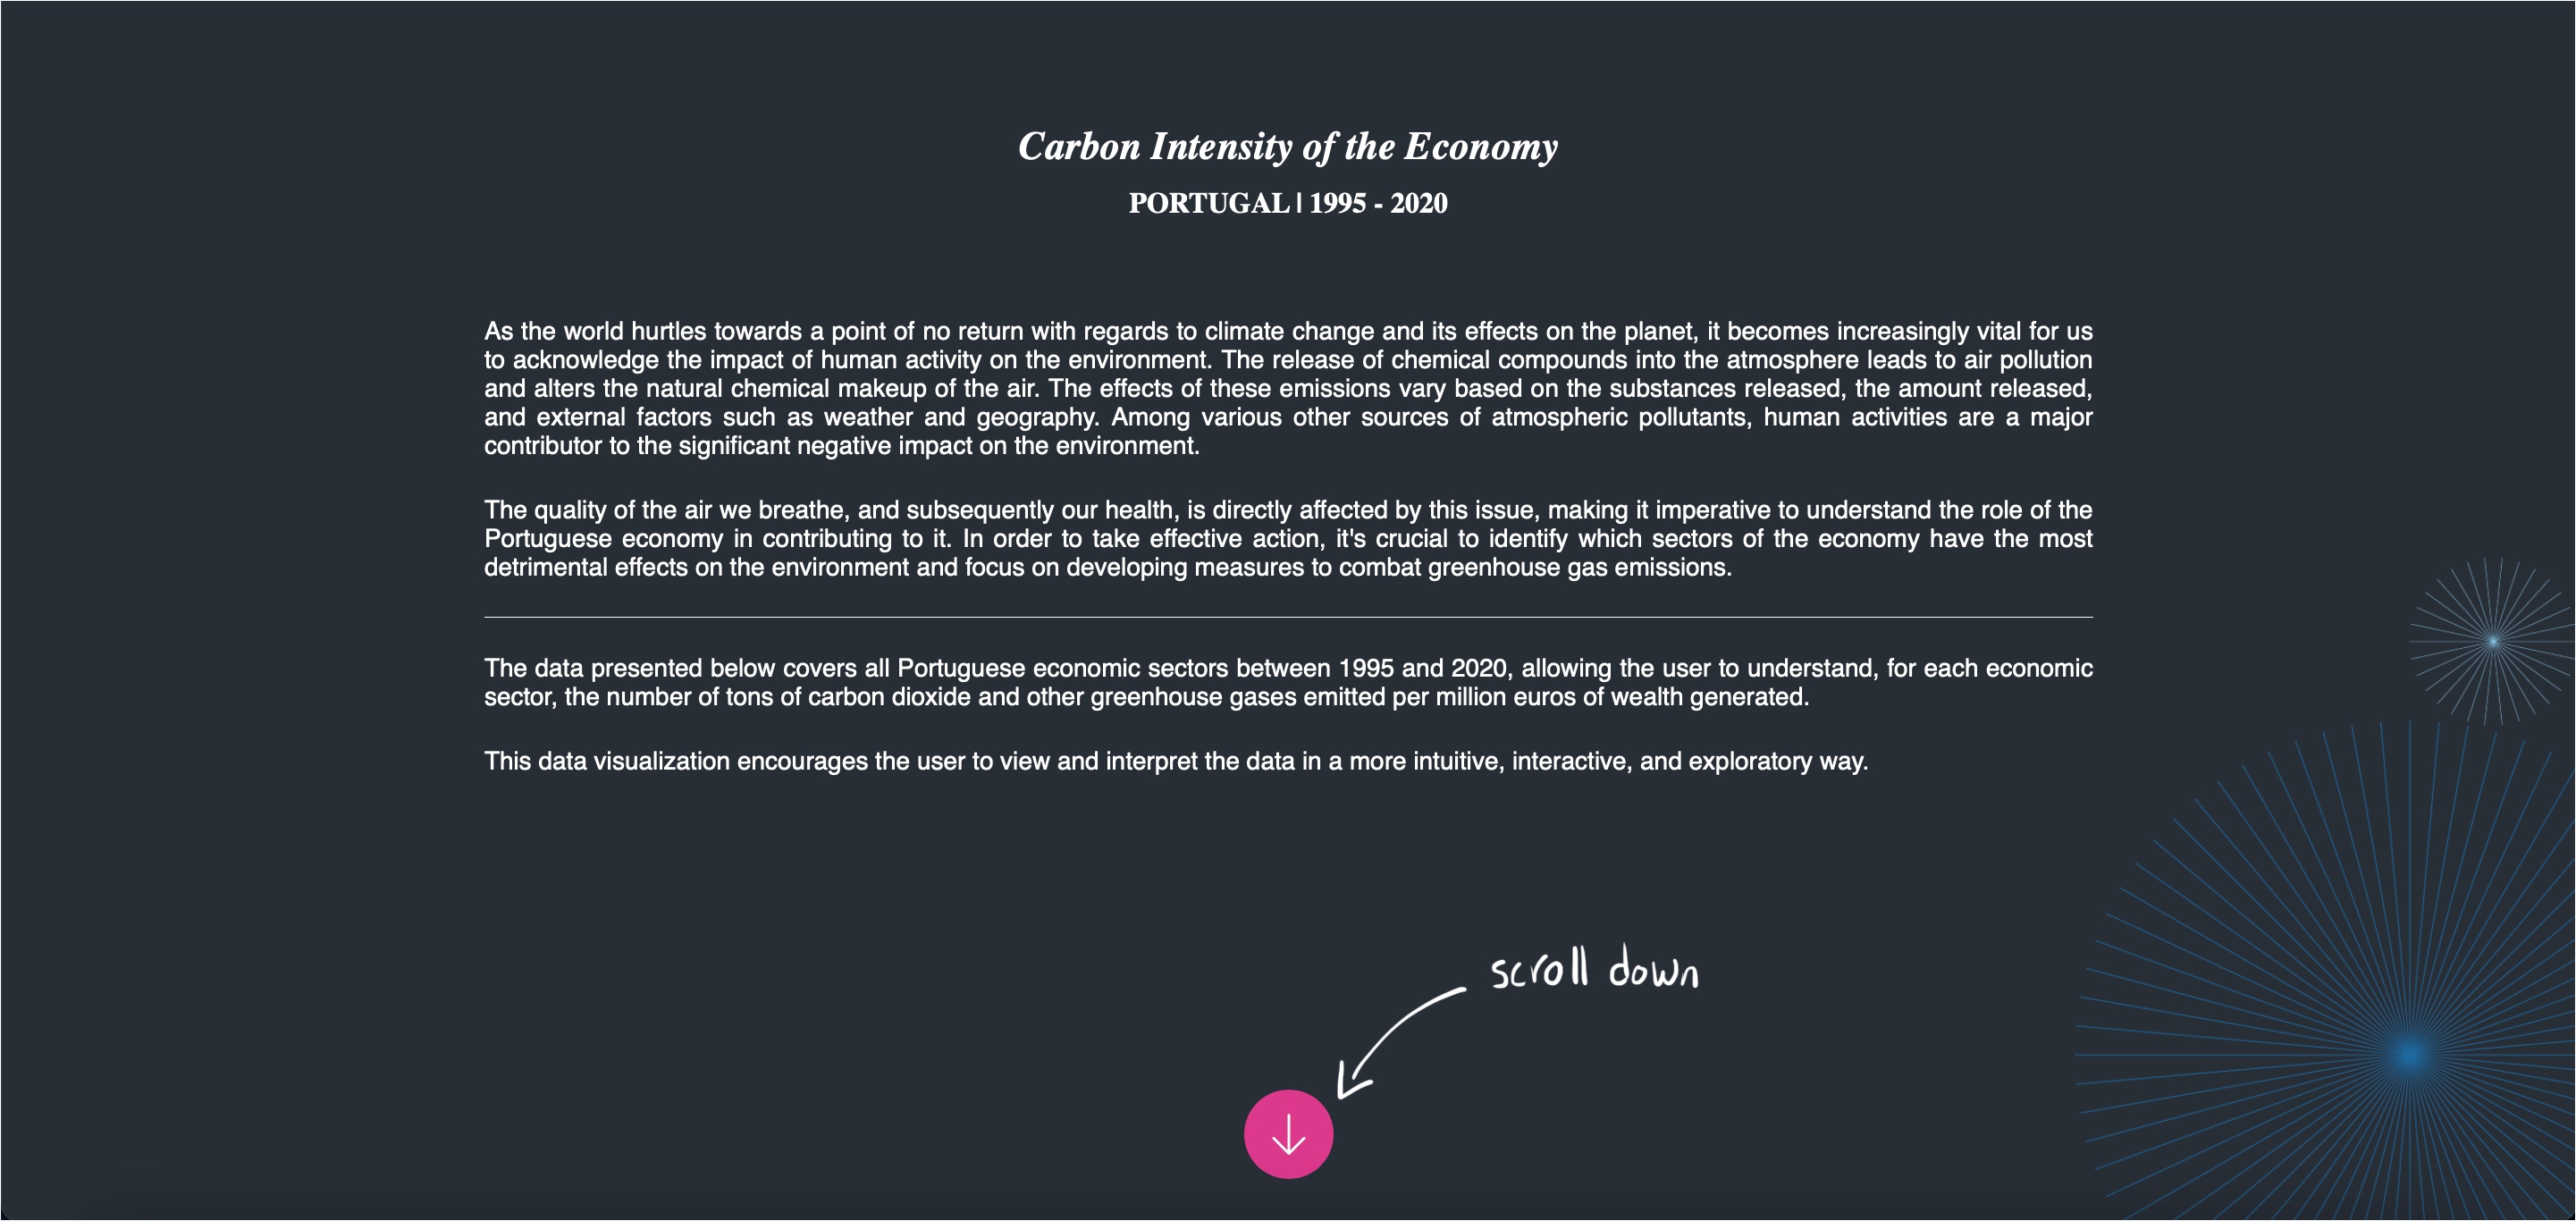 Carbon Intensity of the Economy
PORTUGAL | 1995 - 2020
As the world hurtles towards a point of no return with regards to climate change and its effects on the planet, it becomes increasingly vital for us
to acknowledge the impact of human activity on the environment. The release of chemical compounds into the atmosphere leads to air pollution
and alters the natural chemical makeup of the air. The effects of these emissions vary based on the substances released, the amount released,
and external factors such as weather and geography. Among various other sources of atmospheric pollutants, human activities are a major
contributor to the significant negative impact on the environment.
The quality of the air we breathe, and subsequently our health, is directly affected by this issue, making it imperative to understand the role of the
Portuguese economy in contributing to it. In order to take effective action, it's crucial to identify which sectors of the economy have the most
detrimental effects on the environment and focus on developing measures to combat greenhouse gas emissions.
The data presented below covers all Portuguese economic sectors between 1995 and 2020, allowing the user to understand, for each economic
sector, the number of tons of carbon dioxide and other greenhouse gases emitted per million euros of wealth generated.
This data visualization encourages the user to view and interpret the data in a more intuitive, interactive, and exploratory way.
scroll down